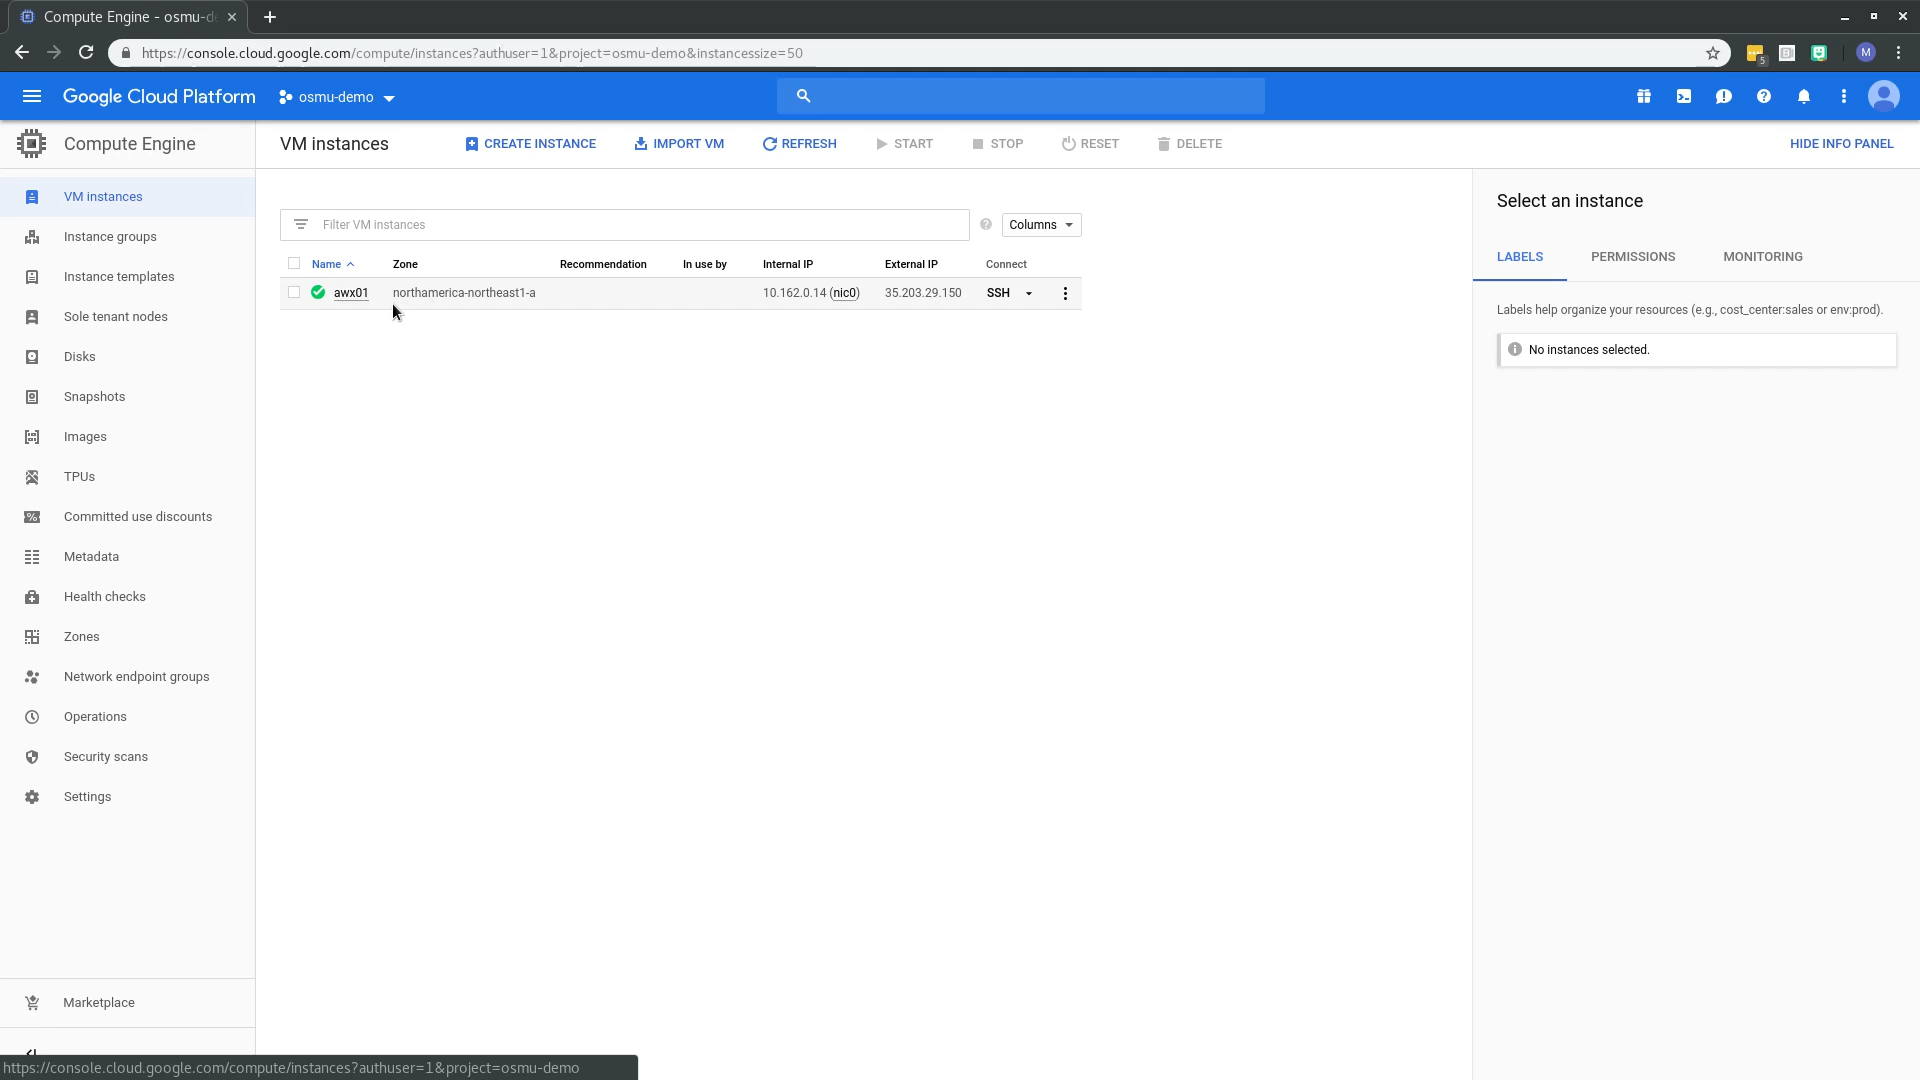 Compute Engine - osmu-d
https://console.cloud.google.com/compute/instances?authuser=1&project=osmu-demo&instancessize=50
5
M
Google Cloud Platform
osmu-demo
Compute Engine
VM instances
CREATE INSTANCE
IMPORT VM
REFRESH
START
STOP
RESET
DELETE
HIDE INFO PANEL
VM instances
Instance groups
Instance templates
Sole tenant nodes
Disks
Snapshots
Images
TPUs
Committed use discounts
Metadata
Health checks
Zones
Network endpoint groups
Operations
Security scans
Settings
Marketplace
Filter VM instances
Columns
Name Zone Recommendation In use by Internal IP External IP Connect
awx01 northamerica-northeast1-a 10.162.0.14 (nic0) 35.203.29.150 SSH
Select an instance
LABELS PERMISSIONS MONITORING
Labels help organize your resources (e.g., cost_center:sales or env:prod).
No instances selected.
https://console.cloud.google.com/compute/instances?authuser=1&project=osmu-demo